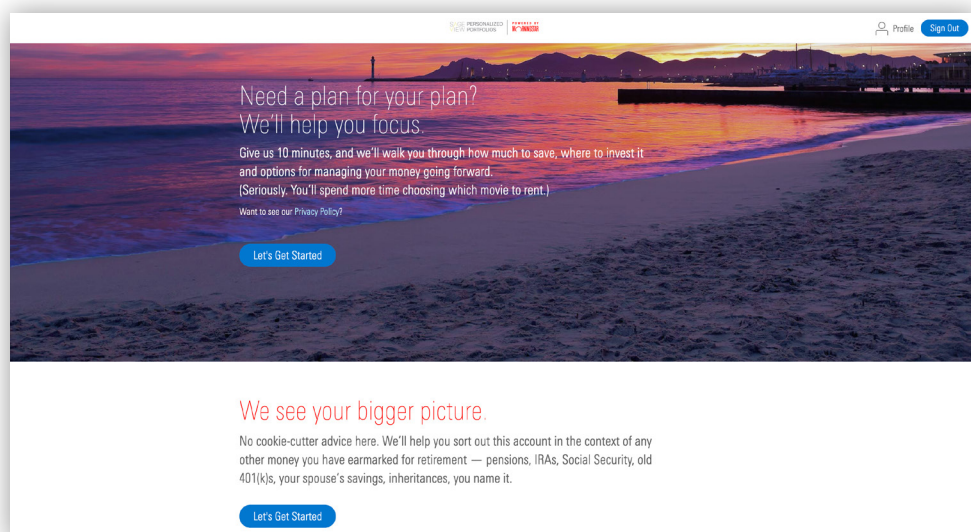 PERSONALIZED
PORTFOLIOS
POWERED BY
MORNINGSTAR
Profile
Sign Out
Need a plan for your plan?
We'll help you focus.
Give us 10 minutes, and we'll walk you through how much to save, where to invest it
and options for managing your money going forward.
(Seriously. You'll spend more time choosing which movie to rent.)
Want to see our Privacy Policy?
Let's Get Started
We see your bigger picture.
No cookie-cutter advice here. We'll help you sort out this account in the context of any
other money you have earmarked for retirement — pensions, IRAs, Social Security, old
401(k)s, your spouse's savings, inheritances, you name it.
Let's Get Started